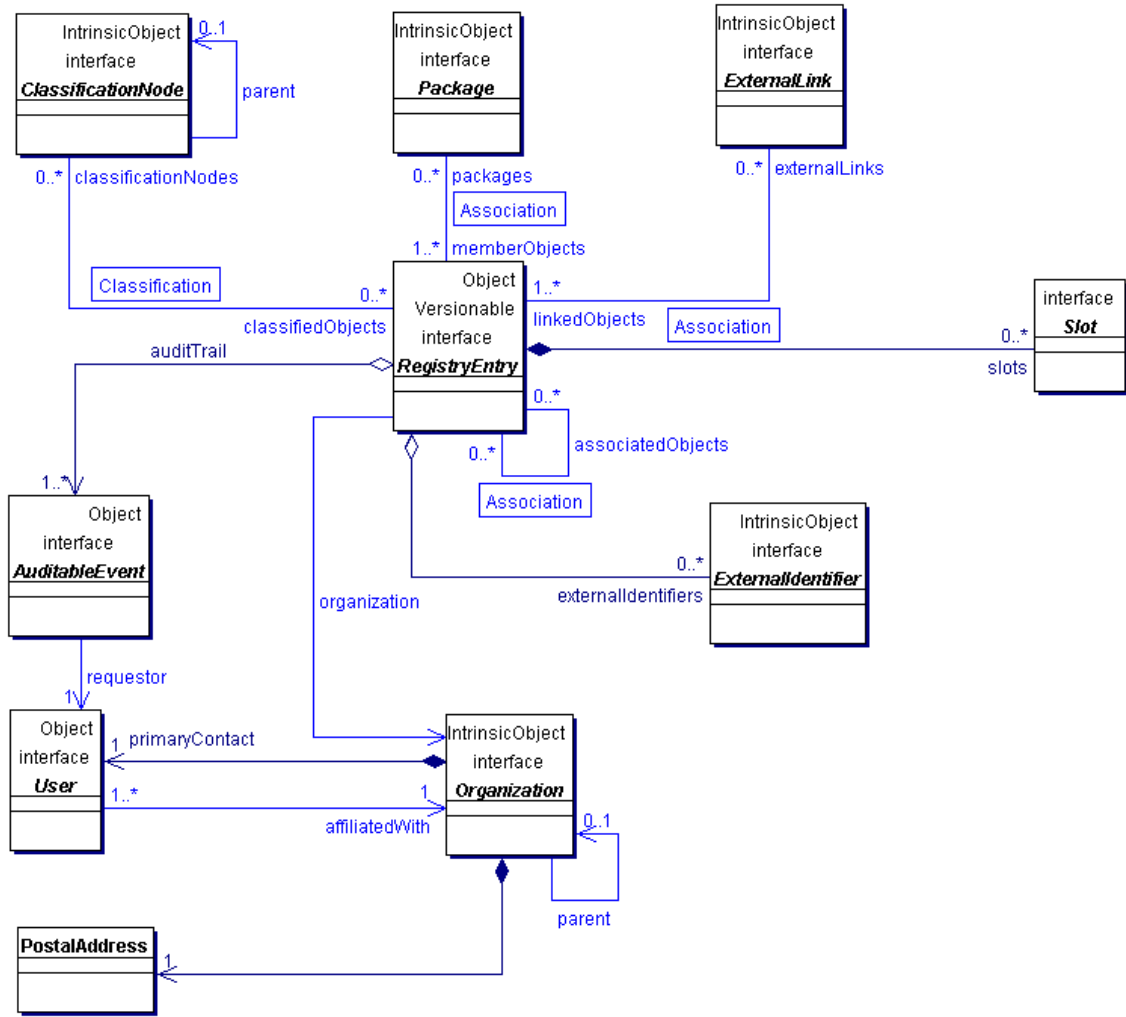 IntrinsicObject
interface
ClassificationNode
0..1
parent
0..*
classificationNodes
IntrinsicObject
interface
Package
0..*
packages
Association
1..*
memberObjects
IntrinsicObject
interface
ExternalLink
0..*
externalLinks
Classification
0..*
classifiedObjects
Object
Versionable
interface
RegistryEntry
1..*
linkedObjects
Association
0..*
slots
interface
Slot
auditTrail
1..*
0..*
0..*
associatedObjects
Association
Object
interface
AuditableEvent
organization
0..*
externalIdentifiers
IntrinsicObject
interface
ExternalIdentifier
requestor
1
Object
interface
User
1
primaryContact
1..*
1
affiliatedWith
IntrinsicObject
interface
Organization
0..1
parent
PostalAddress
1